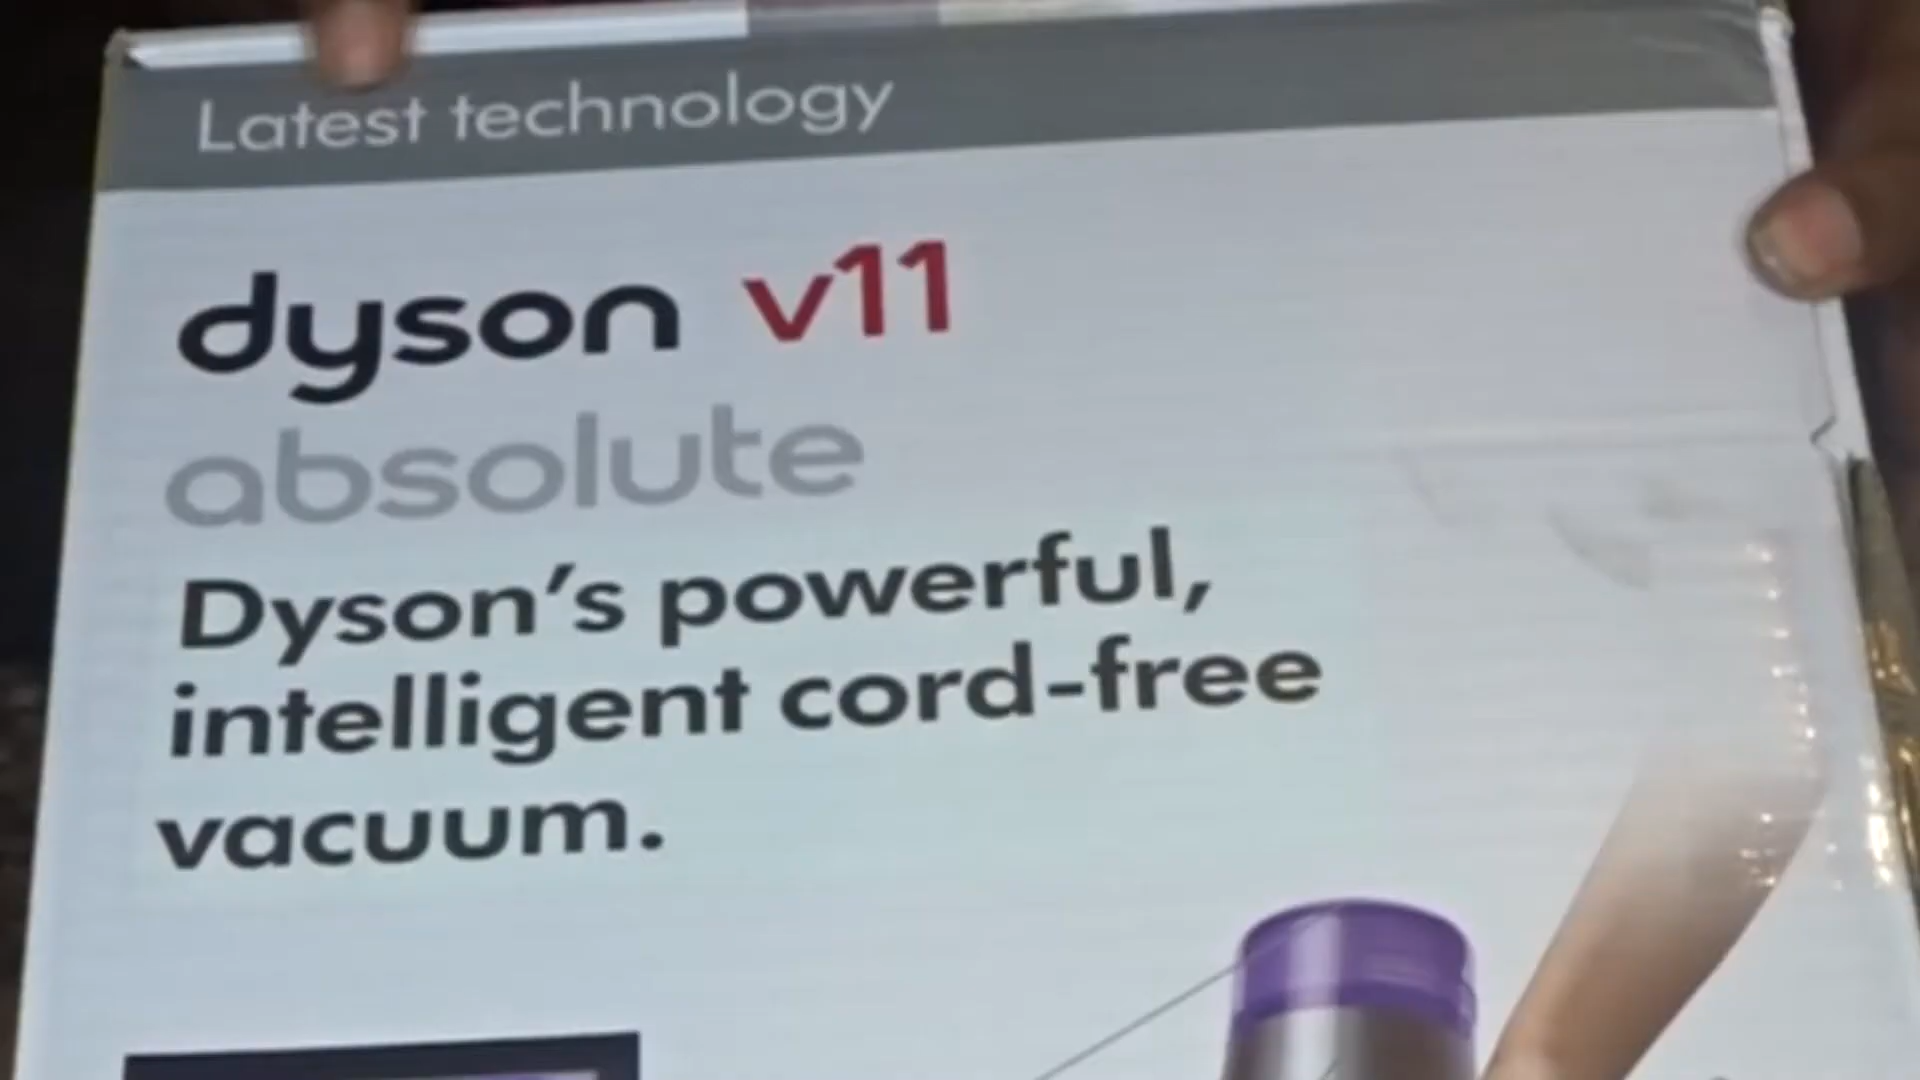 Latest technology
dyson v11
absolute
Dyson's powerful,
intelligent cord-free
vacuum.